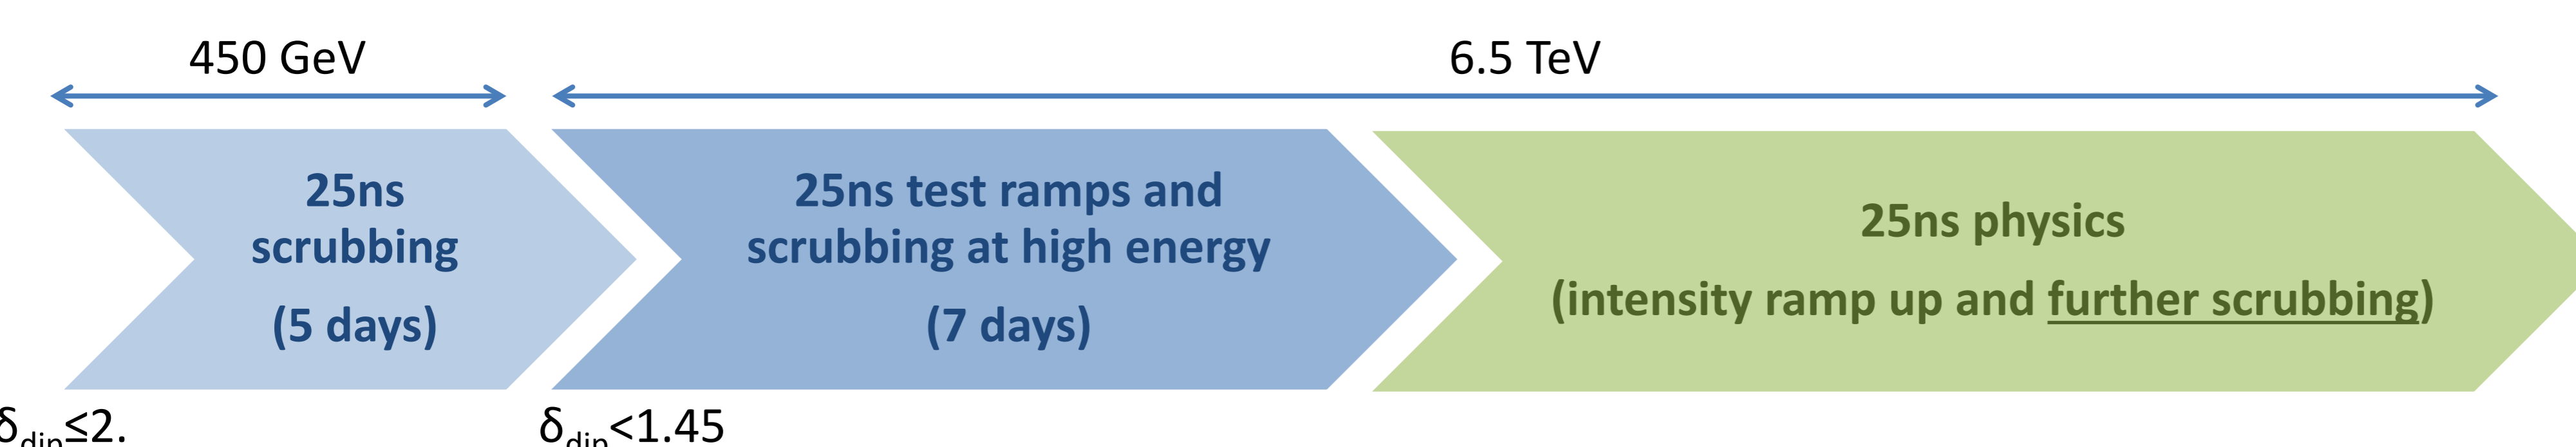 450 GeV
6.5 TeV
25ns
scrubbing
(5 days)
25ns test ramps and
scrubbing at high energy
(7 days)
25ns physics
(intensity ramp up and further scrubbing)
δdip≤2.
δdip<1.45